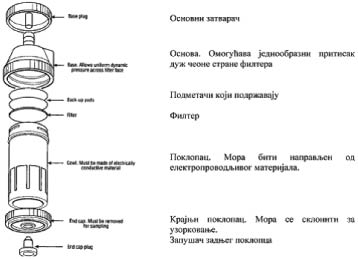 Base plug
Основни затварач
Base. Allows uniform dynamic
pressure across filter face
Основа. Омогућава једнообразни притисак
дуж чеоне стране филтера
Back-up pads
Подметачи који подржавају
Filter
Филтер
Cowl. Must be made of electrically
conductive material
Поклопац. Мора бити направљен од
електропроводљивог материјала.
End cap. Must be removed
for sampling
Крајњи поклопац. Мора се склонити за
узорковање.
End cap plug
Запушач задњег поклопца